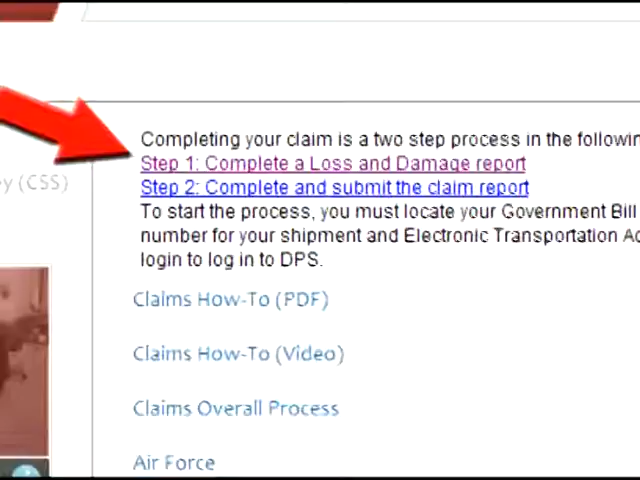 Completing your claim is a two step process in the
Step 1: Complete a Loss and Damage report
Step 2: Complete and submit the claim report
To start the process, you must locate your Government Bill
number for your shipment and Electronic Transportation
login to log in to DPS.
(CSS)
Claims How-To (PDF)
Claims How-To (Video)
Claims Overall Process
Air Force